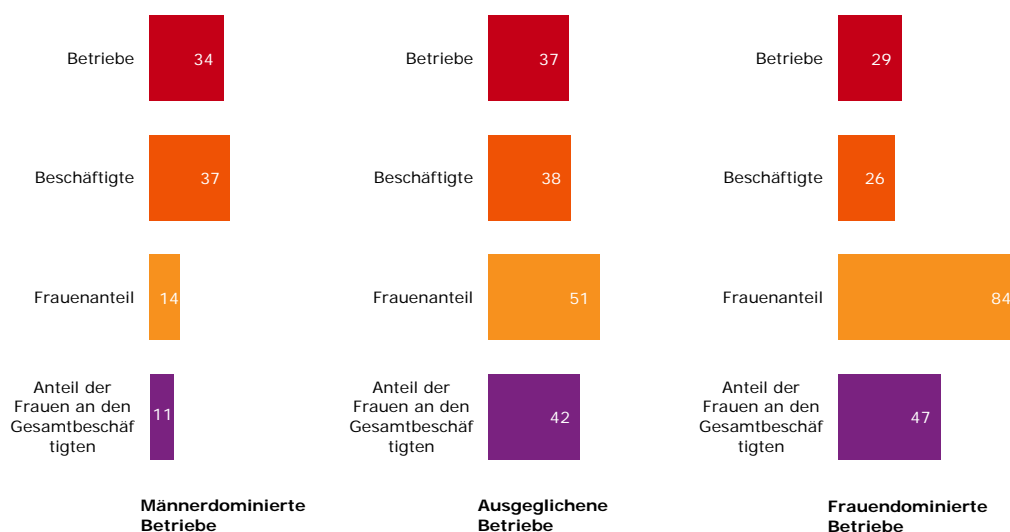 Betriebe
34
Beschäftigte
37
Frauenanteil
14
Anteil der
Frauen an den
Gesamtbeschäf
tigten
11
Männerdominierte
Betriebe
Betriebe
37
Beschäftigte
38
Frauenanteil
51
Anteil der
Frauen an den
Gesamtbeschäf
tigten
42
Ausgeglichene
Betriebe
Betriebe
29
Beschäftigte
26
Frauenanteil
84
Anteil der
Frauen an den
Gesamtbeschäf
tigten
47
Frauendominierte
Betriebe